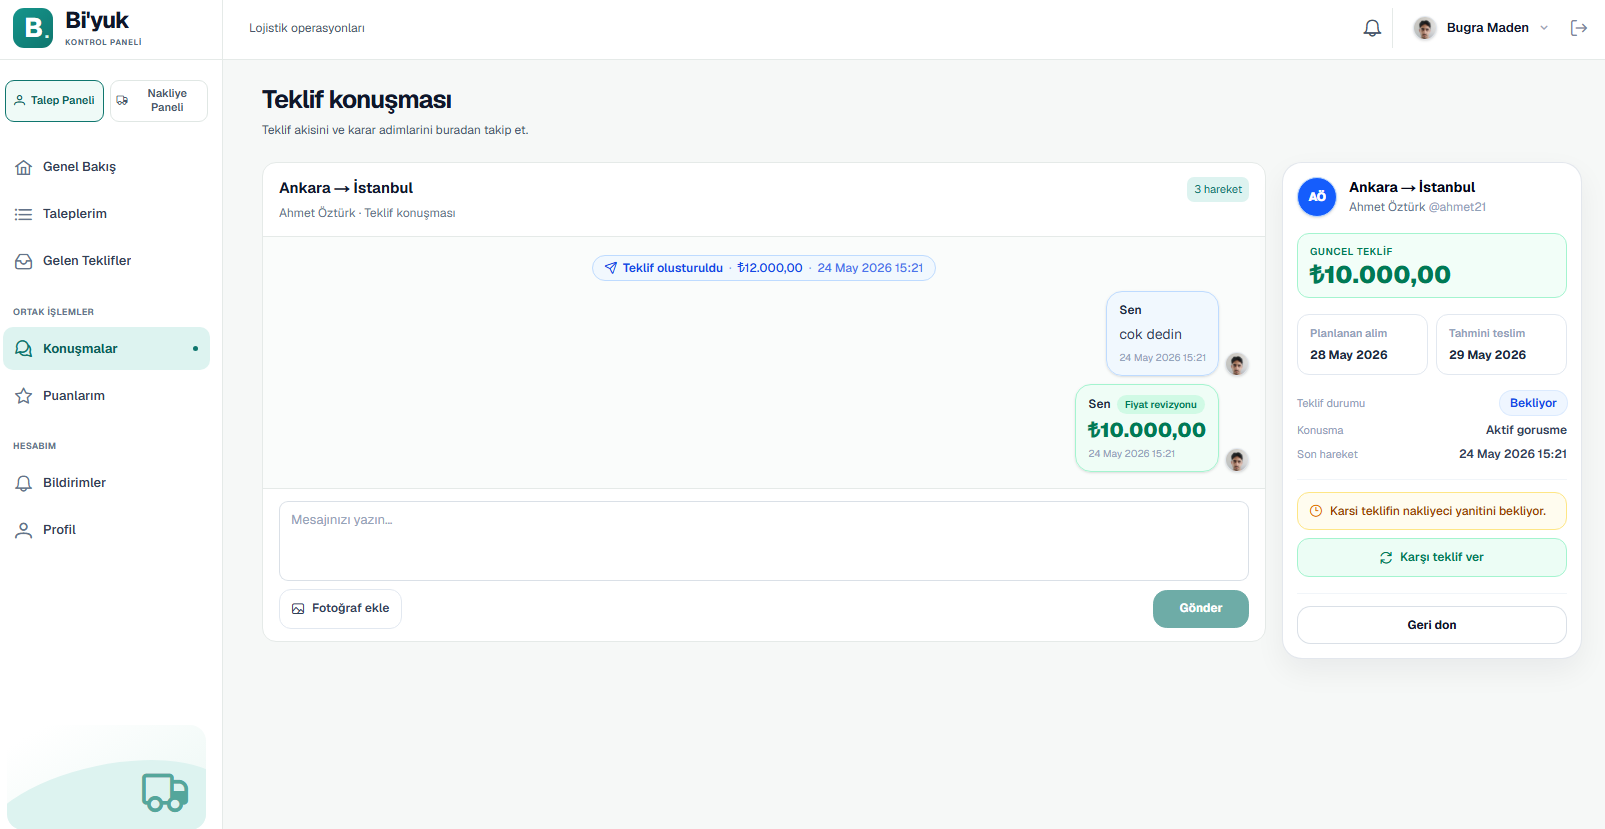 B.
Bi'yuk
KONTROL PANELİ
Lojistik operasyonları
Bugra Maden
Talep Paneli
Nakliye
Paneli
Genel Bakış
Taleplerim
Gelen Teklifler
ORTAK İŞLEMLER
Konuşmalar
Puanlarım
HESABIM
Bildirimler
Profil
Teklif konuşması
Teklif akisini ve karar adimlarini buradan takip et.
Ankara → İstanbul
3 hareket
Ahmet Öztürk · Teklif konuşması
Teklif olusturuldu · ₺12.000,00 · 24 May 2026 15:21
Sen
cok dedin
24 May 2026 15:21
Sen Fiyat revizyonu
₺10.000,00
24 May 2026 15:21
Mesajınızı yazın...
Fotoğraf ekle
Gönder
AÖ
Ankara → İstanbul
Ahmet Öztürk @ahmet21
GUNCEL TEKLİF
₺10.000,00
Planlanan alim
28 May 2026
Tahmini teslim
29 May 2026
Teklif durumu Bekliyor
Konusma Aktif gorusme
Son hareket 24 May 2026 15:21
Karsi teklifin nakliyeci yanitini bekliyor.
Karşı teklif ver
Geri don